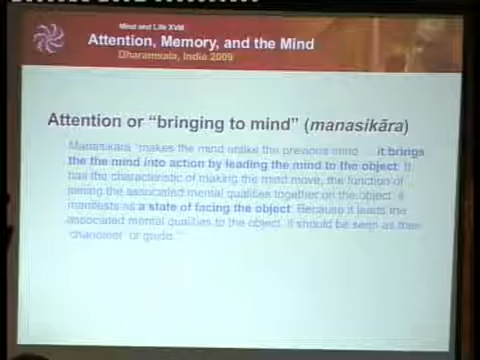 Mind and Life XVIII
Attention, Memory, and the Mind
Dharamsala, India 2009
Attention or “bringing to mind” (manasikāra)
Manasikāra “makes the mind unlike the previous mind it brings
the the mind into action by leading the mind to the object. It
has the characteristic of making the mind move, the function of
joining the associated mental qualities together on the object. It
manifests as a state of facing the object. Because it leads the
associated mental qualities to the object, it should be seen as their
‘charioteer’ or guide.”